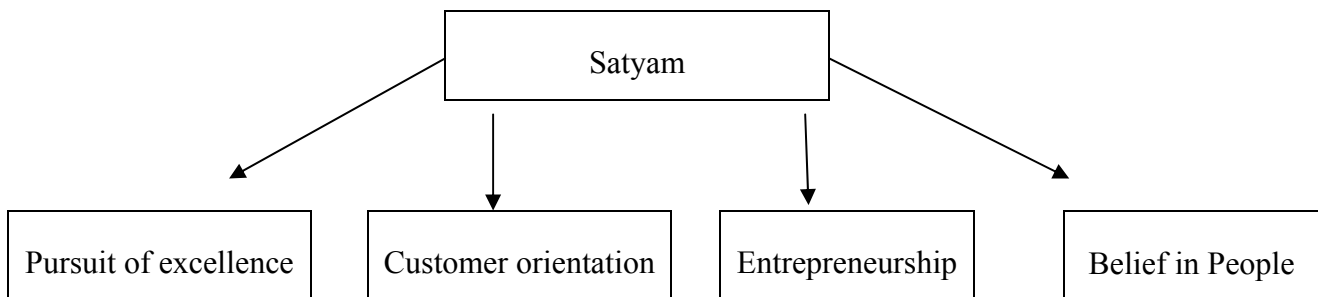 Satyam
Pursuit of excellence
Customer orientation
Entrepreneurship
Belief in People